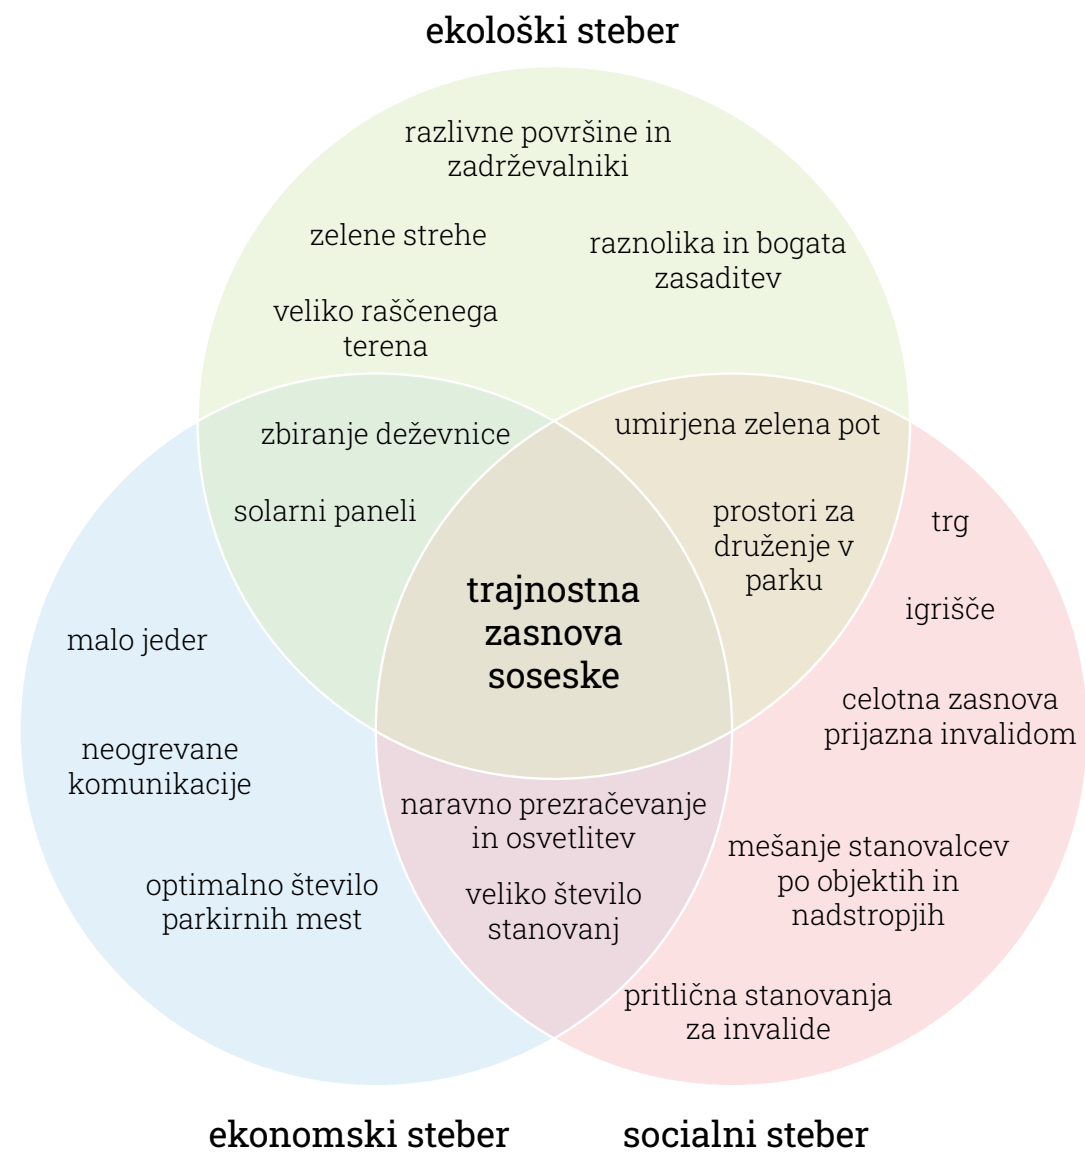 ekološki steber
razlivne površine in
zadrževalniki
zelene strehe
raznolika in bogata
zasaditev
veliko raščenega
terena
zbiranje deževnice
umirjena zelena pot
solarni paneli
prostori za
druženje v
parku
trg
trajnostna
zasnova
soseske
igrišče
malo jeder
celotna zasnova
prijazna invalidom
neogrevane
komunikacije
naravno prezračevanje
in osvetlitev
mešanje stanovalcev
po objektih in
nadstropjih
optimalno število
parkirnih mest
veliko število
stanovanj
pritlična stanovanja
za invalide
ekonomski steber
socialni steber